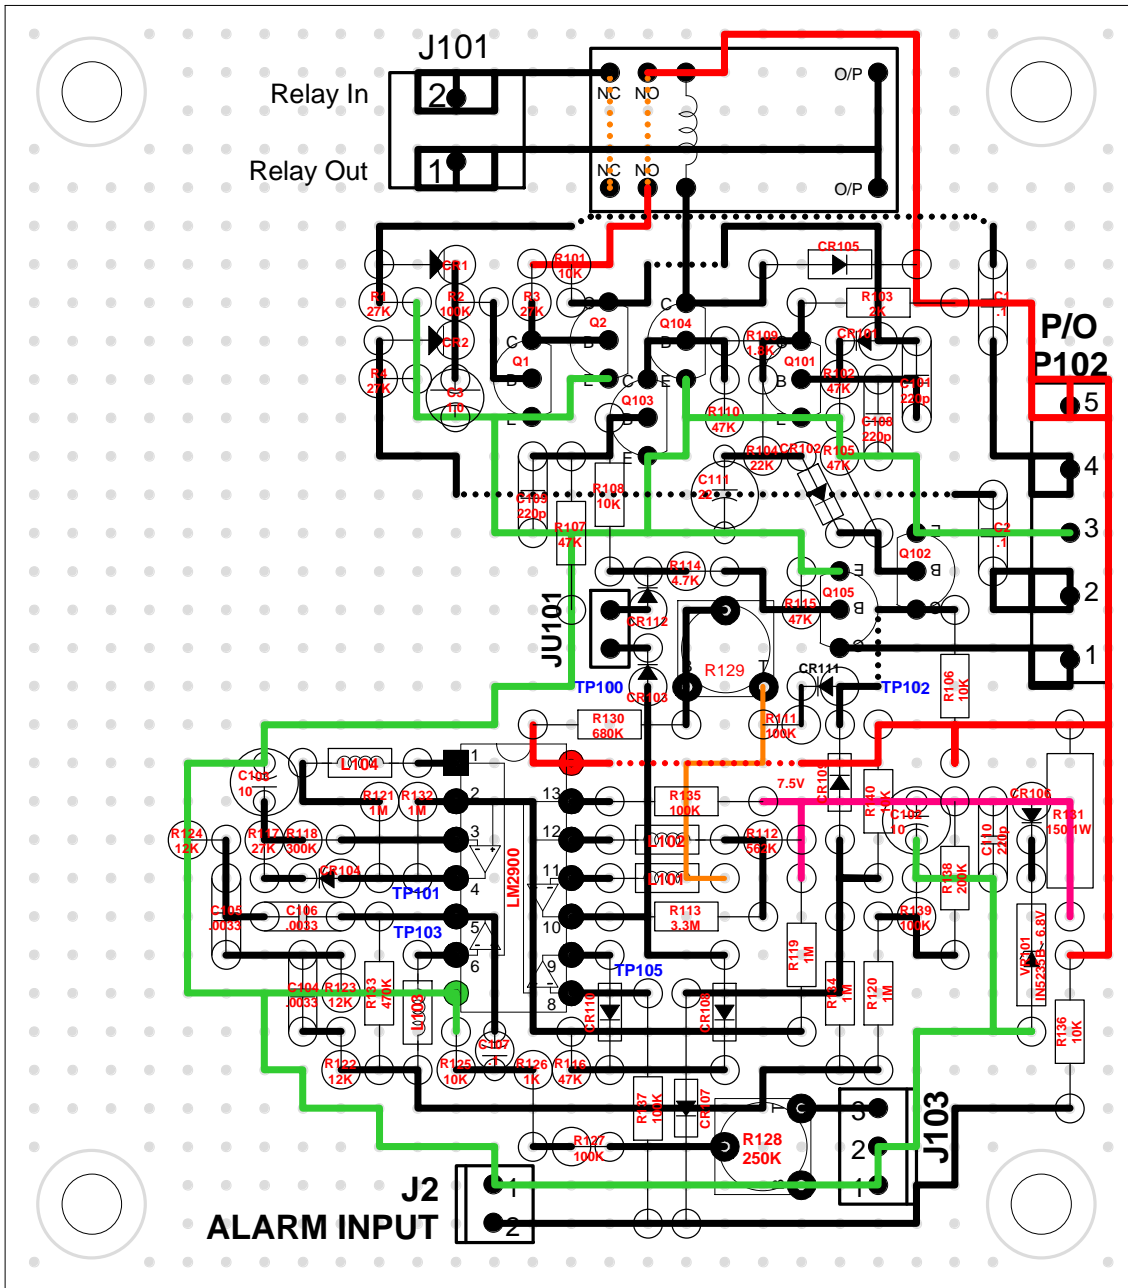 J101
Relay In
2
NC
NO
O/P
Relay Out
1
NC
NO
O/P
CR1
R101
10K
CR105
R1
27K
R2
100K
R3
27K
C
Q2
B
E
C
Q104
B
E
R103
2K
C1
.1
P/O
P102
CR2
C
Q1
B
E
R109
1.8K
C
Q101
B
E
CR101
R4
27K
C3
1.0
C
Q103
B
E
R102
47K
C101
220p
5
R110
47K
C108
220p
R104
22K
CR102
R105
47K
4
C109
220p
R108
10K
C111
22
R107
47K
E
Q102
B
C
C2
.1
3
R114
4.7K
E
Q105
B
C
2
JU101
CR112
R115
47K
S
R129
T
CR111
1
TP100
CR103
TP102
R106
10K
R130
680K
R111
100K
C103
10
L104
1
7.5V
CR109
R140
10K
CR106
R131
150 1W
R121
1M
R132
1M
2
13
R135
100K
C102
10
C110
220p
R124
12K
R117
27K
R118
300K
3
12
L102
R112
562K
CR104
TP101
4
LM2900
11
L101
R138
200K
C105
.0033
C106
.0033
TP103
5
10
R113
3.3M
R139
100K
6
9
TP105
R119
1M
VR101
IN5235B - 6.8V
C104
.0033
R123
12K
R133
470K
L103
8
CR110
CR108
R134
1M
R120
1M
R136
10K
C107
.1
R122
12K
R125
10K
R126
1K
R116
47K
R137
100K
CR107
T
3
J103
R127
100K
R128
250K
2
S
1
J2
1
ALARM INPUT
2